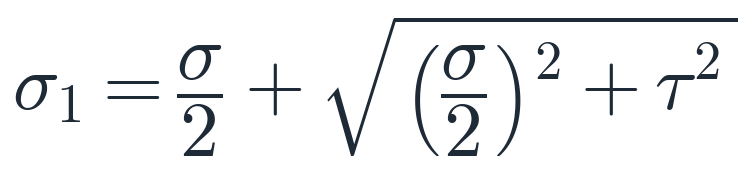 σ₁ = σ/2 + √((σ/2)² + τ²)